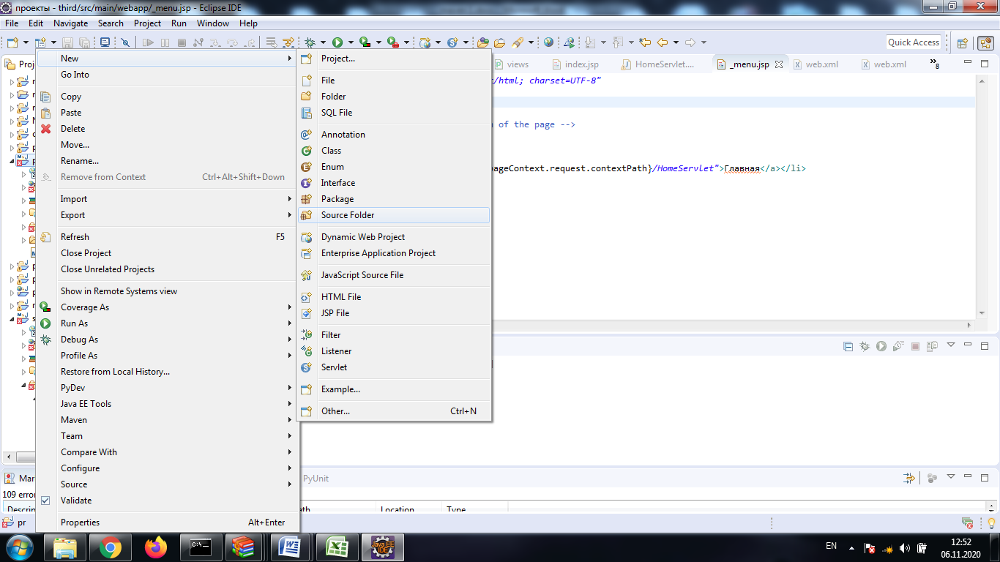 проекты - third/src/main/webapp/_menu.jsp - Eclipse IDE
File Edit Navigate Search Project Run Window Help
Quick Access
Proj
views index.jsp HomeServlet.... _menu.jsp web.xml web.xml »8
/html; charset=UTF-8"
of the page -->
pageContext.request.contextPath}/HomeServlet">Главная</a></li>
New
Go Into
Copy
Paste
Delete
Move...
Rename...
Remove from Context Ctrl+Alt+Shift+Down
Import
Export
Refresh F5
Close Project
Close Unrelated Projects
Show in Remote Systems view
Coverage As
Run As
Debug As
Profile As
Restore from Local History...
PyDev
Java EE Tools
Maven
Team
Compare With
Configure
Source
Validate
Properties Alt+Enter
Project...
File
Folder
SQL File
Annotation
Class
Enum
Interface
Package
Source Folder
Dynamic Web Project
Enterprise Application Project
JavaScript Source File
HTML File
JSP File
Filter
Listener
Servlet
Example...
Other... Ctrl+N
Mar PyUnit
109 error
Descrip ath Location Type
pr
Java EE IDE
EN
12:52
06.11.2020